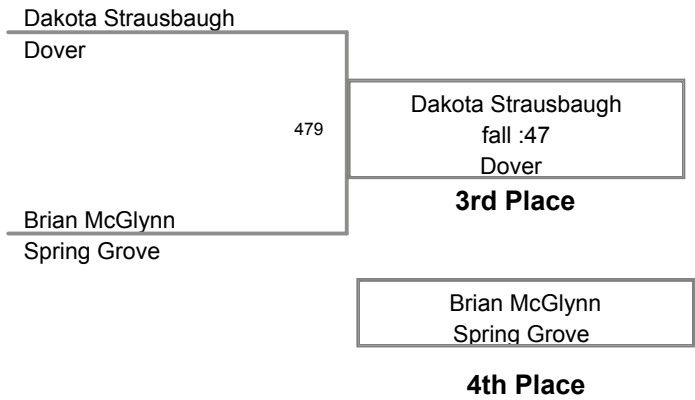 Dakota Strausbaugh
Dover
479
Dakota Strausbaugh
fall :47
Dover
3rd Place
Brian McGlynn
Spring Grove
Brian McGlynn
Spring Grove
4th Place